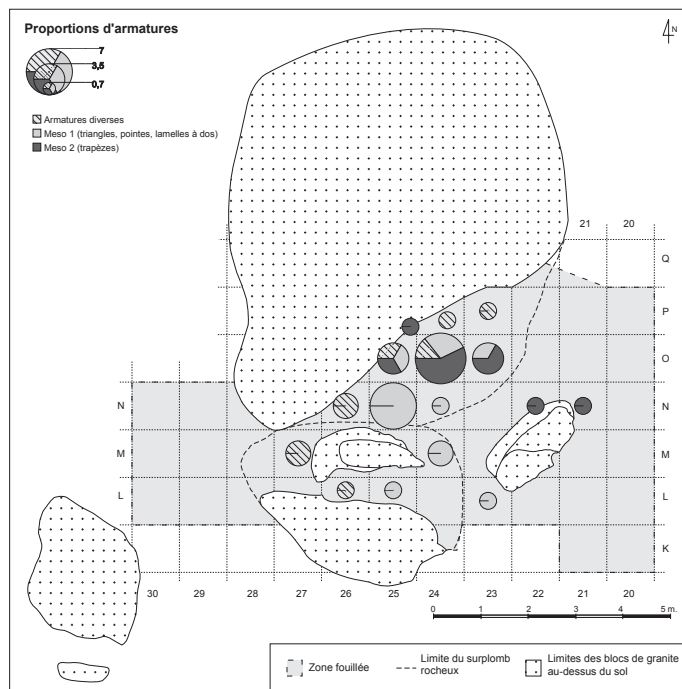 Proportions d'armatures
7
3,5
0,7
Armatures diverses
Meso 1 (triangles, pointes, lamelles à dos)
Meso 2 (trapèzes)
N
21 20
Q
P
O
N N
M M
L L
K
30 29 28 27 26 25 24 23 22 21 20
0 1 2 3 4 5 m.
Zone fouillée
Limite du surplomb
rocheux
Limites des blocs de granite
au-dessus du sol